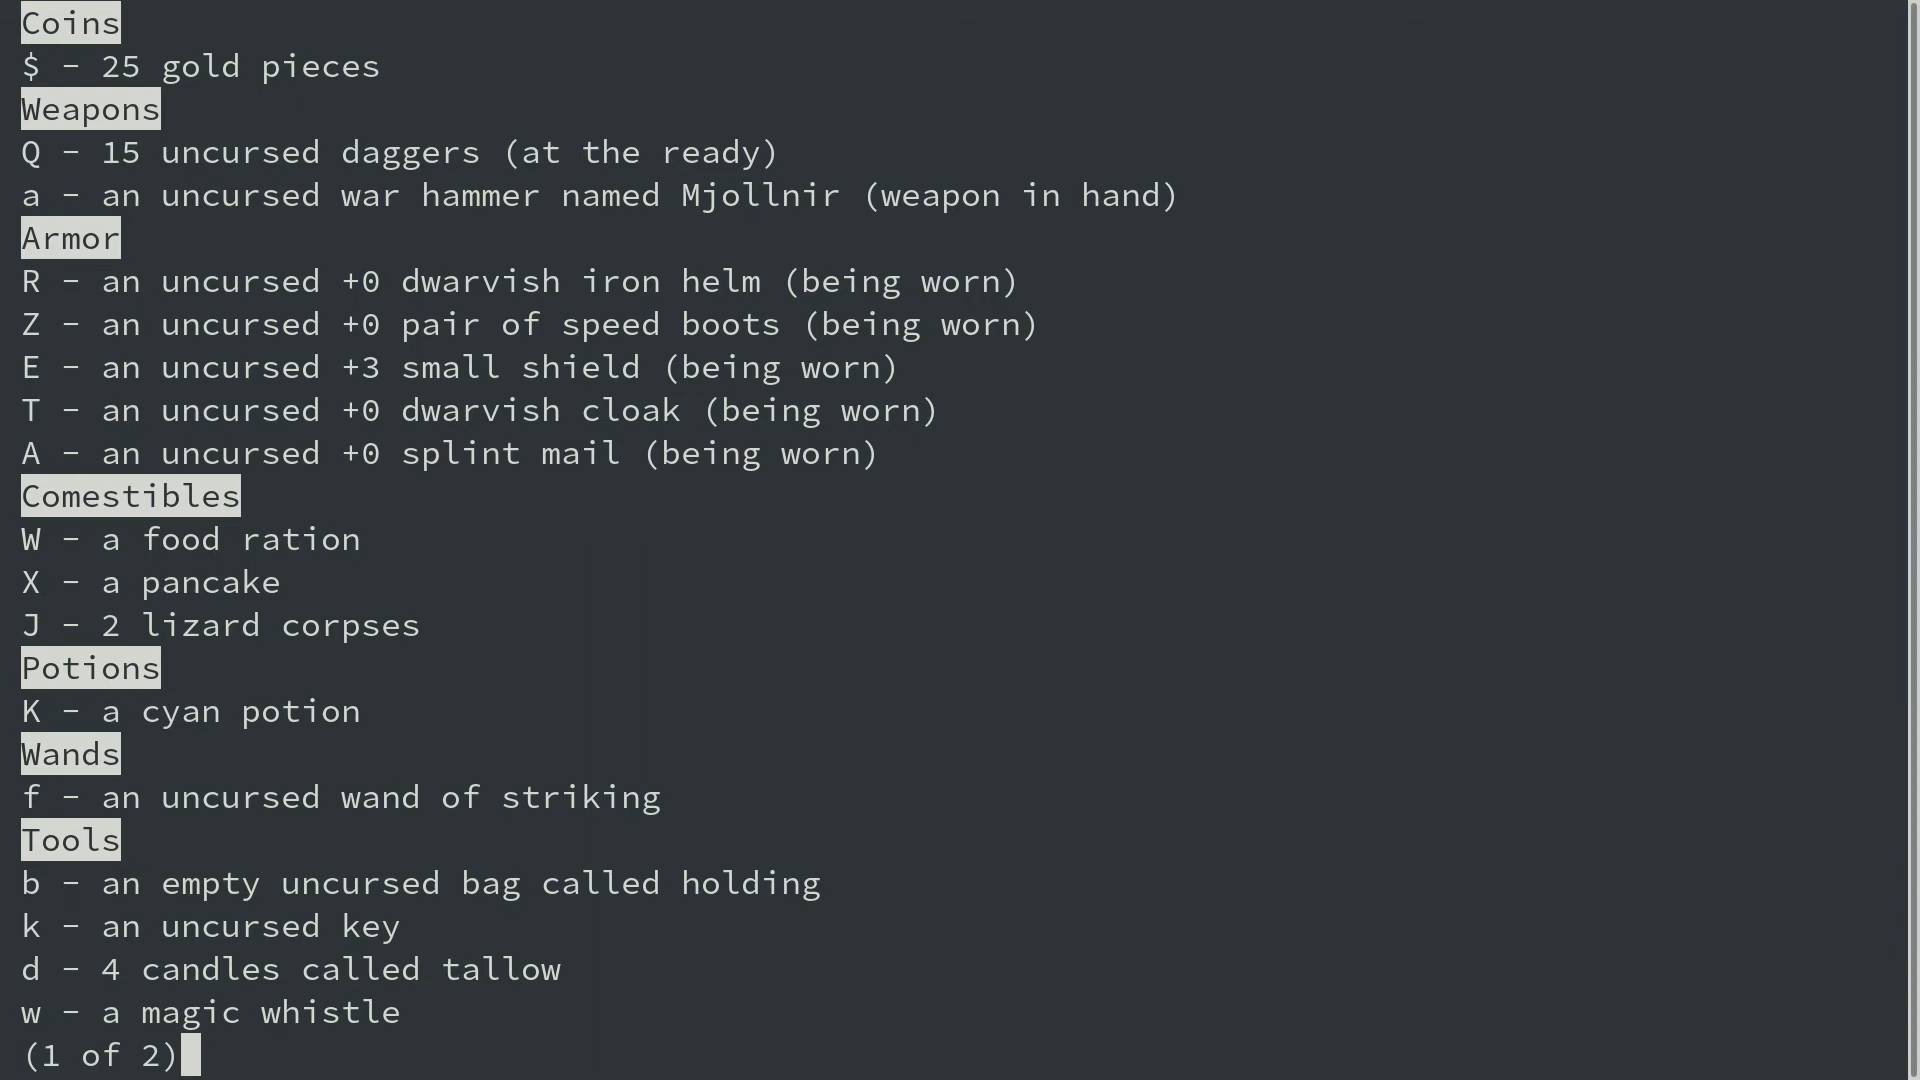 Coins
$ - 25 gold pieces
Weapons
Q - 15 uncursed daggers (at the ready)
a - an uncursed war hammer named Mjollnir (weapon in hand)
Armor
R - an uncursed +0 dwarvish iron helm (being worn)
Z - an uncursed +0 pair of speed boots (being worn)
E - an uncursed +3 small shield (being worn)
T - an uncursed +0 dwarvish cloak (being worn)
A - an uncursed +0 splint mail (being worn)
Comestibles
W - a food ration
X - a pancake
J - 2 lizard corpses
Potions
K - a cyan potion
Wands
f - an uncursed wand of striking
Tools
b - an empty uncursed bag called holding
k - an uncursed key
d - 4 candles called tallow
w - a magic whistle
(1 of 2)